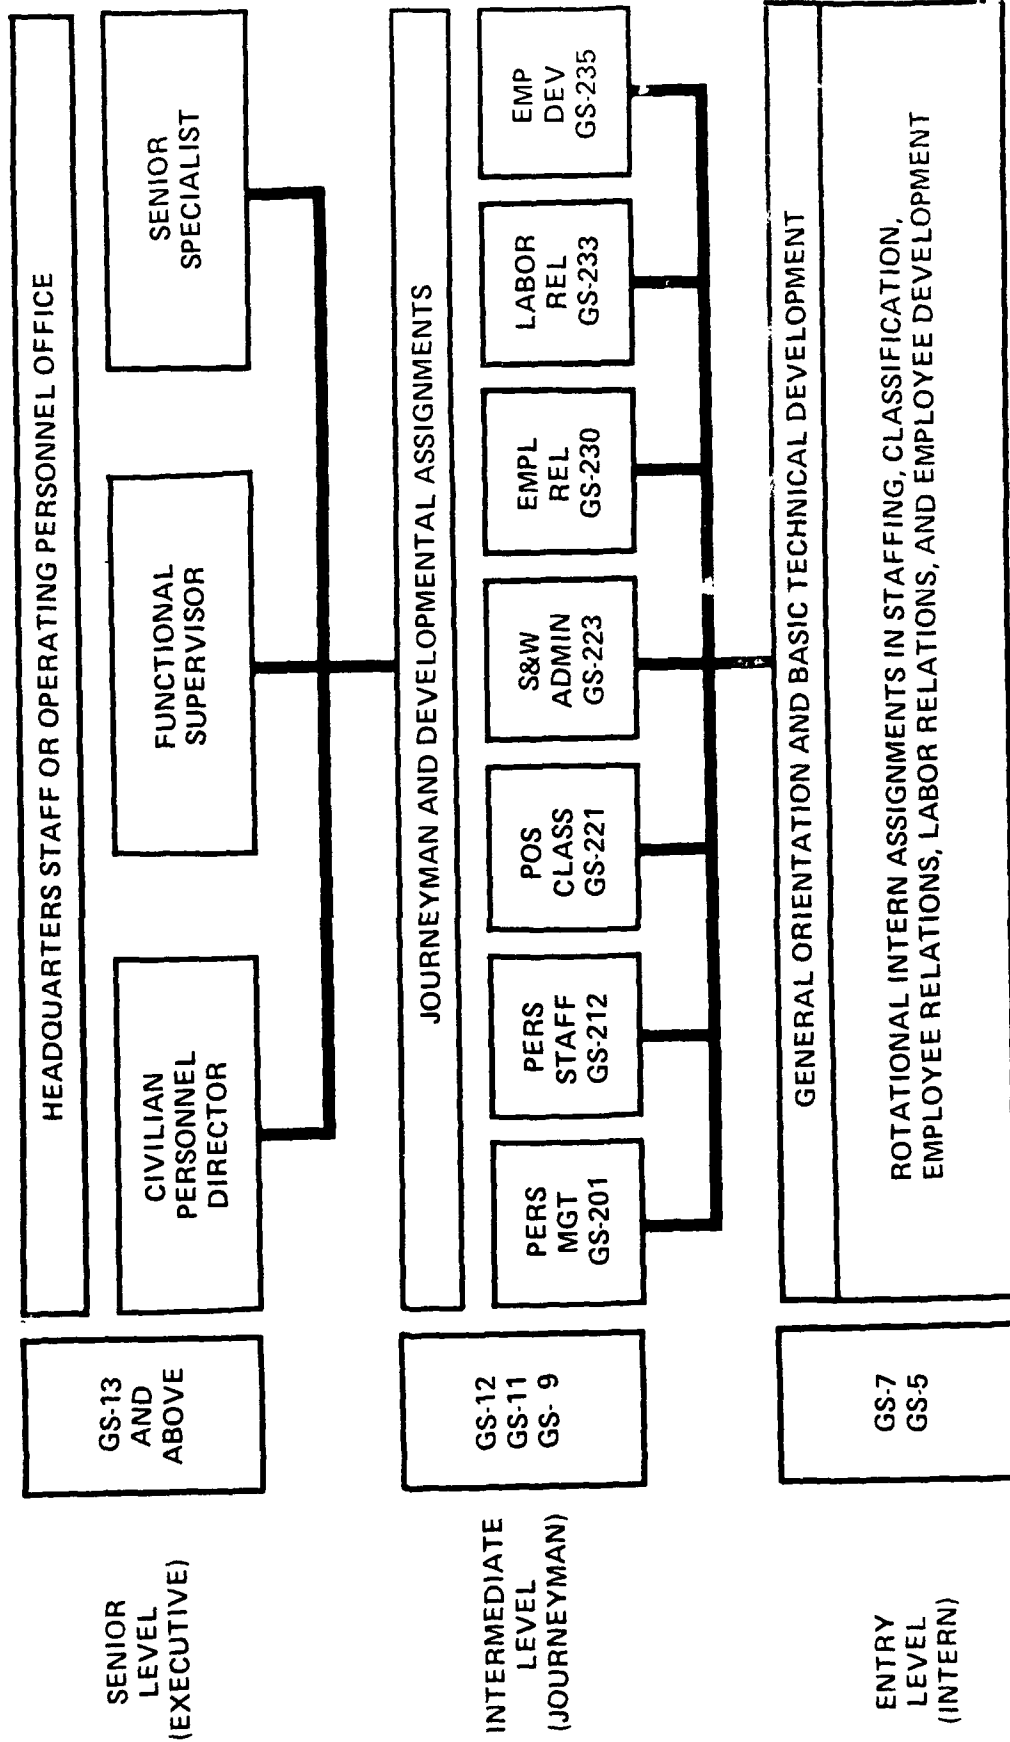 SENIOR
LEVEL
(EXECUTIVE)
GS-13
AND
ABOVE
HEADQUARTERS STAFF OR OPERATING PERSONNEL OFFICE
CIVILIAN
PERSONNEL
DIRECTOR
FUNCTIONAL
SUPERVISOR
SENIOR
SPECIALIST
INTERMEDIATE
LEVEL
(JOURNEYMAN)
GS-12
GS-11
GS- 9
JOURNEYMAN AND DEVELOPMENTAL ASSIGNMENTS
PERS
MGT
GS-201
PERS
STAFF
GS-212
POS
CLASS
GS-221
S&W
ADMIN
GS-223
EMPL
REL
GS-230
LABOR
REL
GS-233
EMP
DEV
GS-235
ENTRY
LEVEL
(INTERN)
GS-7
GS-5
GENERAL ORIENTATION AND BASIC TECHNICAL DEVELOPMENT
ROTATIONAL INTERN ASSIGNMENTS IN STAFFING, CLASSIFICATION,
EMPLOYEE RELATIONS, LABOR RELATIONS, AND EMPLOYEE DEVELOPMENT